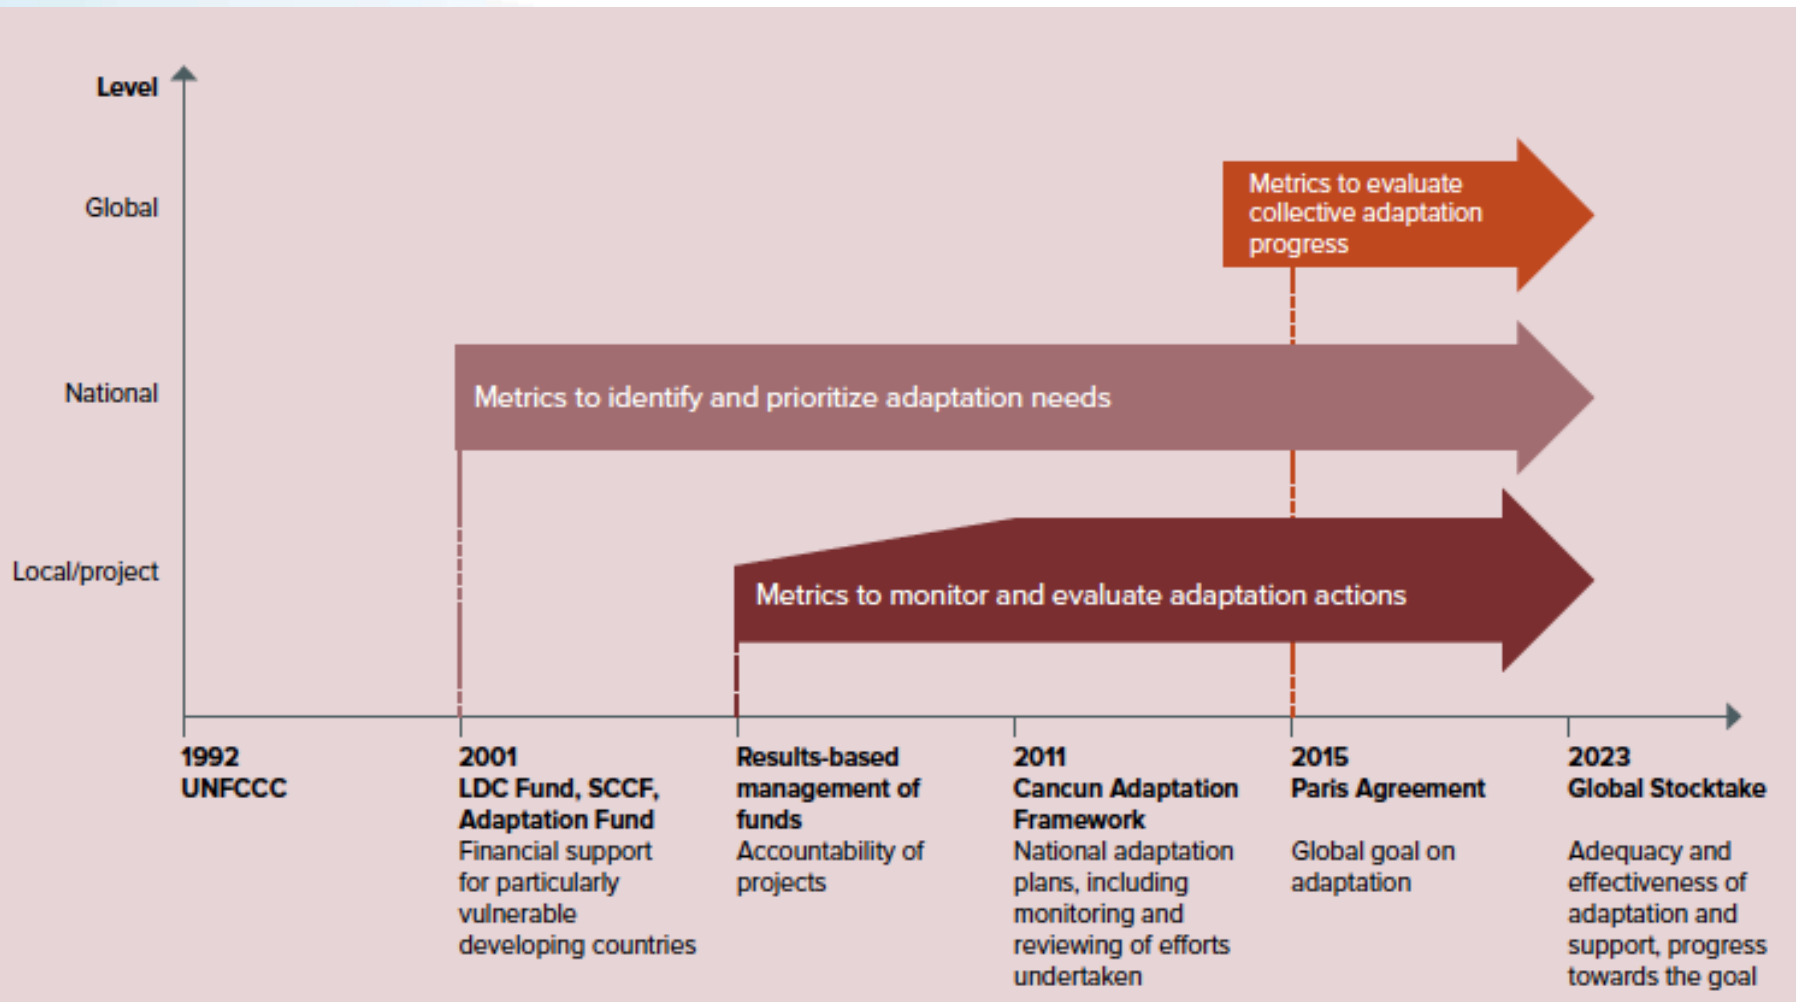 Level
Global
Metrics to evaluate
collective adaptation
progress
National
Metrics to identify and prioritize adaptation needs
Local/project
Metrics to monitor and evaluate adaptation actions
1992
UNFCCC
2001
LDC Fund, SCCF,
Adaptation Fund
Financial support
for particularly
vulnerable
developing countries
Results-based
management of
funds
Accountability of
projects
2011
Cancun Adaptation
Framework
National adaptation
plans, including
monitoring and
reviewing of efforts
undertaken
2015
Paris Agreement
Global goal on
adaptation
2023
Global Stocktake
Adequacy and
effectiveness of
adaptation and
support, progress
towards the goal